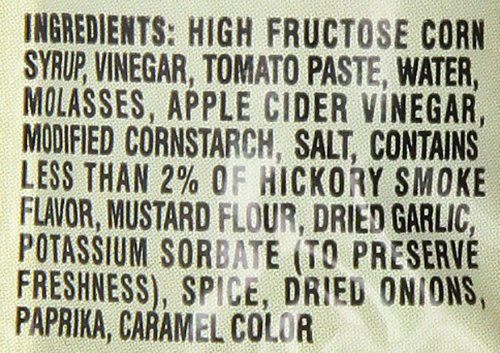 INGREDIENTS: HIGH FRUCTOSE CORN
SYRUP, VINEGAR, TOMATO PASTE, WATER,
MOLASSES, APPLE CIDER VINEGAR,
MODIFIED CORNSTARCH, SALT, CONTAINS
LESS THAN 2% OF HICKORY SMOKE
FLAVOR, MUSTARD FLOUR, DRIED GARLIC,
POTASSIUM SORBATE (TO PRESERVE
FRESHNESS), SPICE, DRIED ONIONS,
PAPRIKA, CARAMEL COLOR